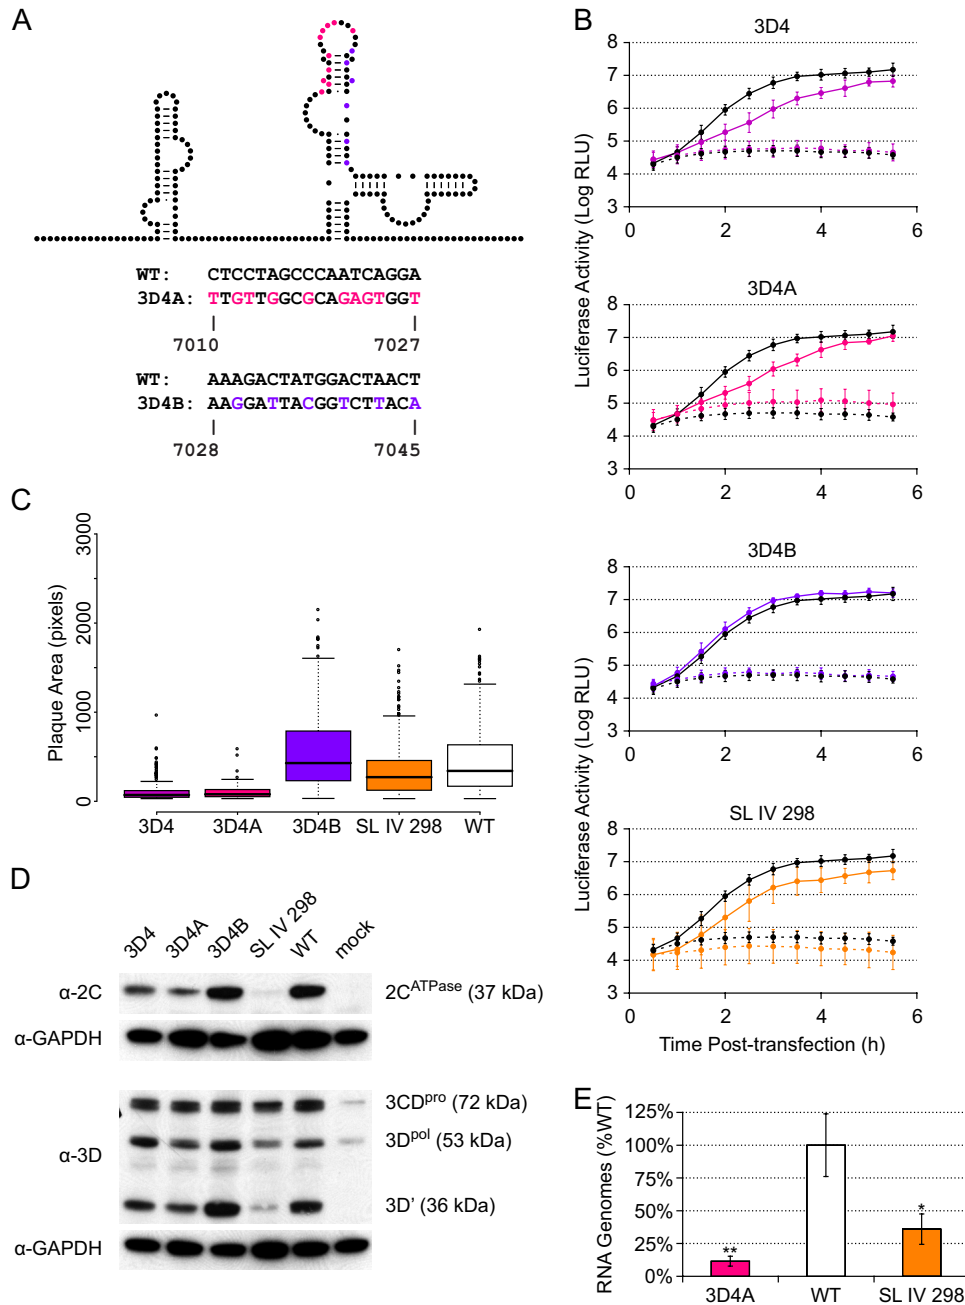 A
WT: CTCCTAGCCCAATCAGGA
3D4A: TTGTTGGCGCAGAGTGGT
7010 7027
WT: AAAGACTATGGACTAACT
3D4B: AAGGATTACGGTCTTACA
7028 7045
B
3D4
8
7
6
5
4
3
0 2 4 6
Luciferase Activity (Log RLU)
3D4A
8
7
6
5
4
3
0 2 4 6
3D4B
8
7
6
5
4
3
0 2 4 6
Luciferase Activity (Log RLU)
SL IV 298
8
7
6
5
4
3
0 2 4 6
Time Post-transfection (h)
C
Plaque Area (pixels)
3000
2000
1000
0
3D4 3D4A 3D4B SL IV 298 WT
D
3D4 3D4A 3D4B SL IV 298 WT mock
α-2C 2C^ATPase (37 kDa)
α-GAPDH
α-3D
3CD^pro (72 kDa)
3D^pol (53 kDa)
3D' (36 kDa)
α-GAPDH
E
RNA Genomes (%WT)
125%
100%
75%
50%
25%
0%
** *
3D4A WT SL IV 298